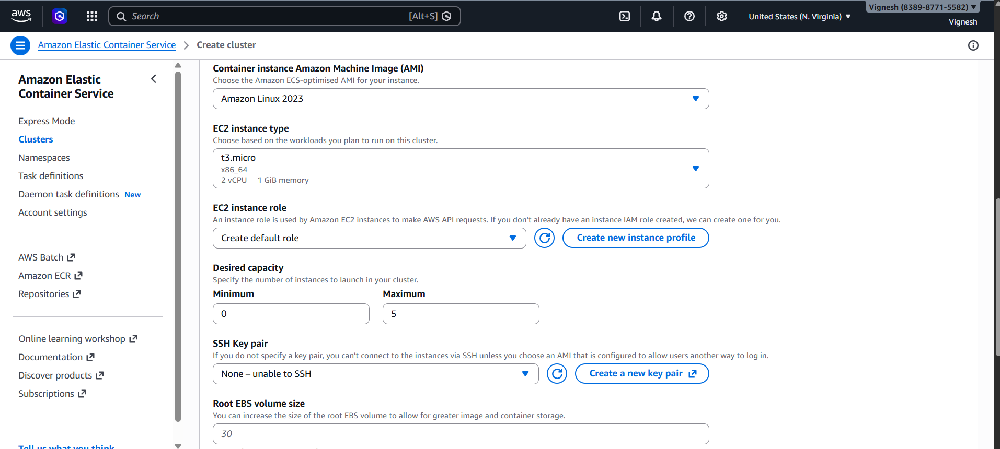 aws
Search
[Alt+S]
United States (N. Virginia)
Vignesh (8389-8771-5582)
Vignesh
Amazon Elastic Container Service
Create cluster
Amazon Elastic
Container Service
Express Mode
Clusters
Namespaces
Task definitions
Daemon task definitions New
Account settings
AWS Batch
Amazon ECR
Repositories
Online learning workshop
Documentation
Discover products
Subscriptions
Tell us what you think
Container instance Amazon Machine Image (AMI)
Choose the Amazon ECS-optimised AMI for your instance.
Amazon Linux 2023
EC2 instance type
Choose based on the workloads you plan to run on this cluster.
t3.micro
x86_64
2 vCPU 1 GiB memory
EC2 instance role
An instance role is used by Amazon EC2 instances to make AWS API requests. If you don't already have an instance IAM role created, we can create one for you.
Create default role
Create new instance profile
Desired capacity
Specify the number of instances to launch in your cluster.
Minimum Maximum
0 5
SSH Key pair
If you do not specify a key pair, you can't connect to the instances via SSH unless you choose an AMI that is configured to allow users another way to log in.
None – unable to SSH
Create a new key pair
Root EBS volume size
You can increase the size of the root EBS volume to allow for greater image and container storage.
30